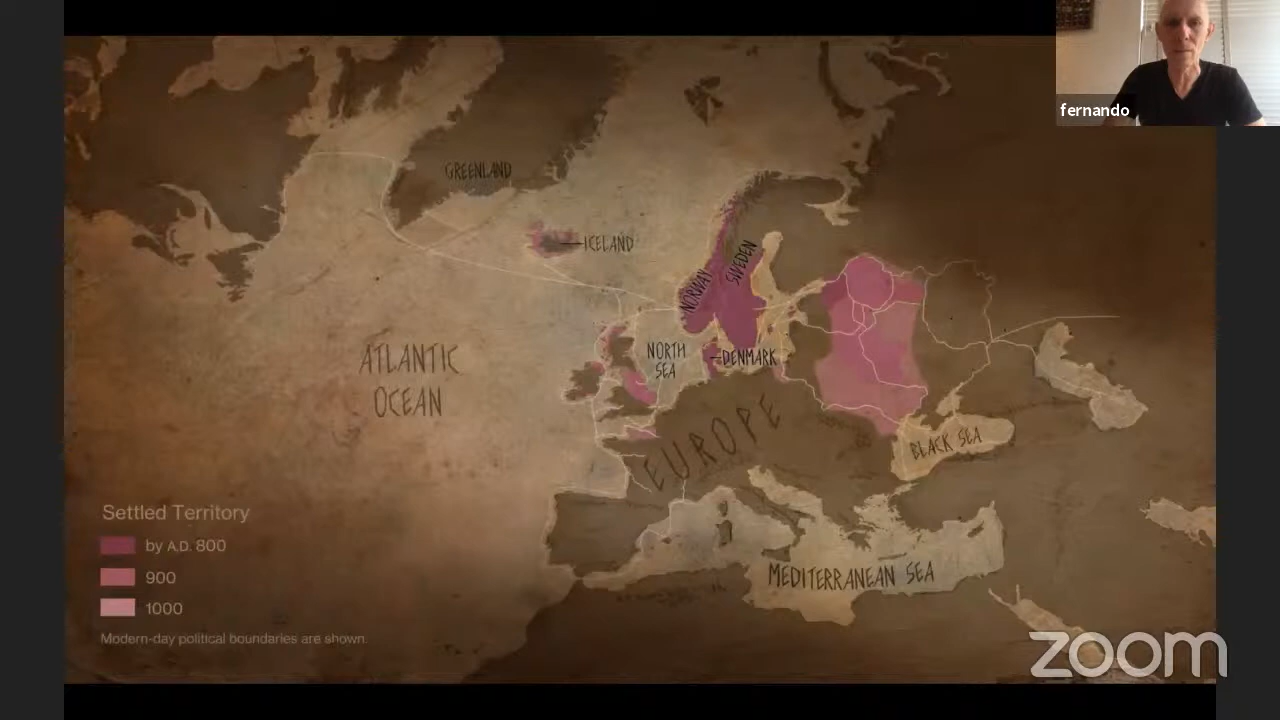 fernando
GREENLAND
ICELAND
NORWAY
SWEDEN
NORTH
SEA
DENMARK
ATLANTIC
OCEAN
EUROPE
BLACK SEA
MEDITERRANEAN SEA
Settled Territory
by A.D. 800
900
1000
Modern-day political boundaries are shown.
zoom